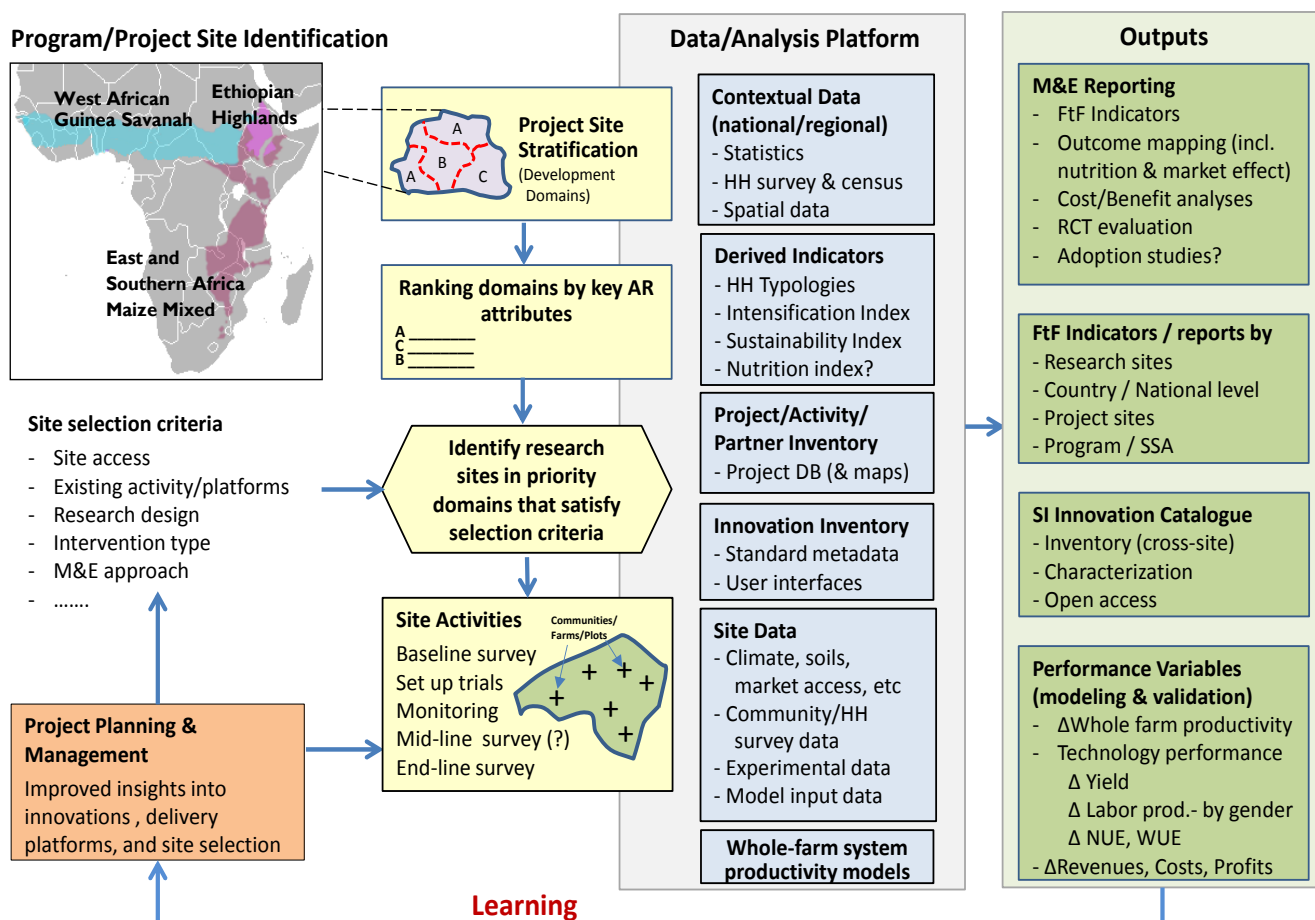 Program/Project Site Identification
West African
Guinea Savanah
Ethiopian
Highlands
East and
Southern Africa
Maize Mixed
Site selection criteria
- Site access
- Existing activity/platforms
- Research design
- Intervention type
- M&E approach
- …….
Project Planning &
Management
Improved insights into
innovations , delivery
platforms, and site selection
A
B
A
C
Project Site
Stratification
(Development
Domains)
Ranking domains by key AR
attributes
A ________
C ________
B ________
Identify research
sites in priority
domains that satisfy
selection criteria
Site Activities
Baseline survey
Set up trials
Monitoring
Mid-line survey (?)
End-line survey
Communities/
Farms/Plots
Data/Analysis Platform
Contextual Data
(national/regional)
- Statistics
- HH survey & census
- Spatial data
Derived Indicators
- HH Typologies
- Intensification Index
- Sustainability Index
- Nutrition index?
Project/Activity/
Partner Inventory
- Project DB (& maps)
Innovation Inventory
- Standard metadata
- User interfaces
Site Data
- Climate, soils,
market access, etc
- Community/HH
survey data
- Experimental data
- Model input data
Whole-farm system
productivity models
Outputs
M&E Reporting
- FtF Indicators
- Outcome mapping (incl.
nutrition & market effect)
- Cost/Benefit analyses
- RCT evaluation
- Adoption studies?
FtF Indicators / reports by
- Research sites
- Country / National level
- Project sites
- Program / SSA
SI Innovation Catalogue
- Inventory (cross-site)
- Characterization
- Open access
Performance Variables
(modeling & validation)
- ΔWhole farm productivity
- Technology performance
Δ Yield
Δ Labor prod.- by gender
Δ NUE, WUE
- ΔRevenues, Costs, Profits
Learning